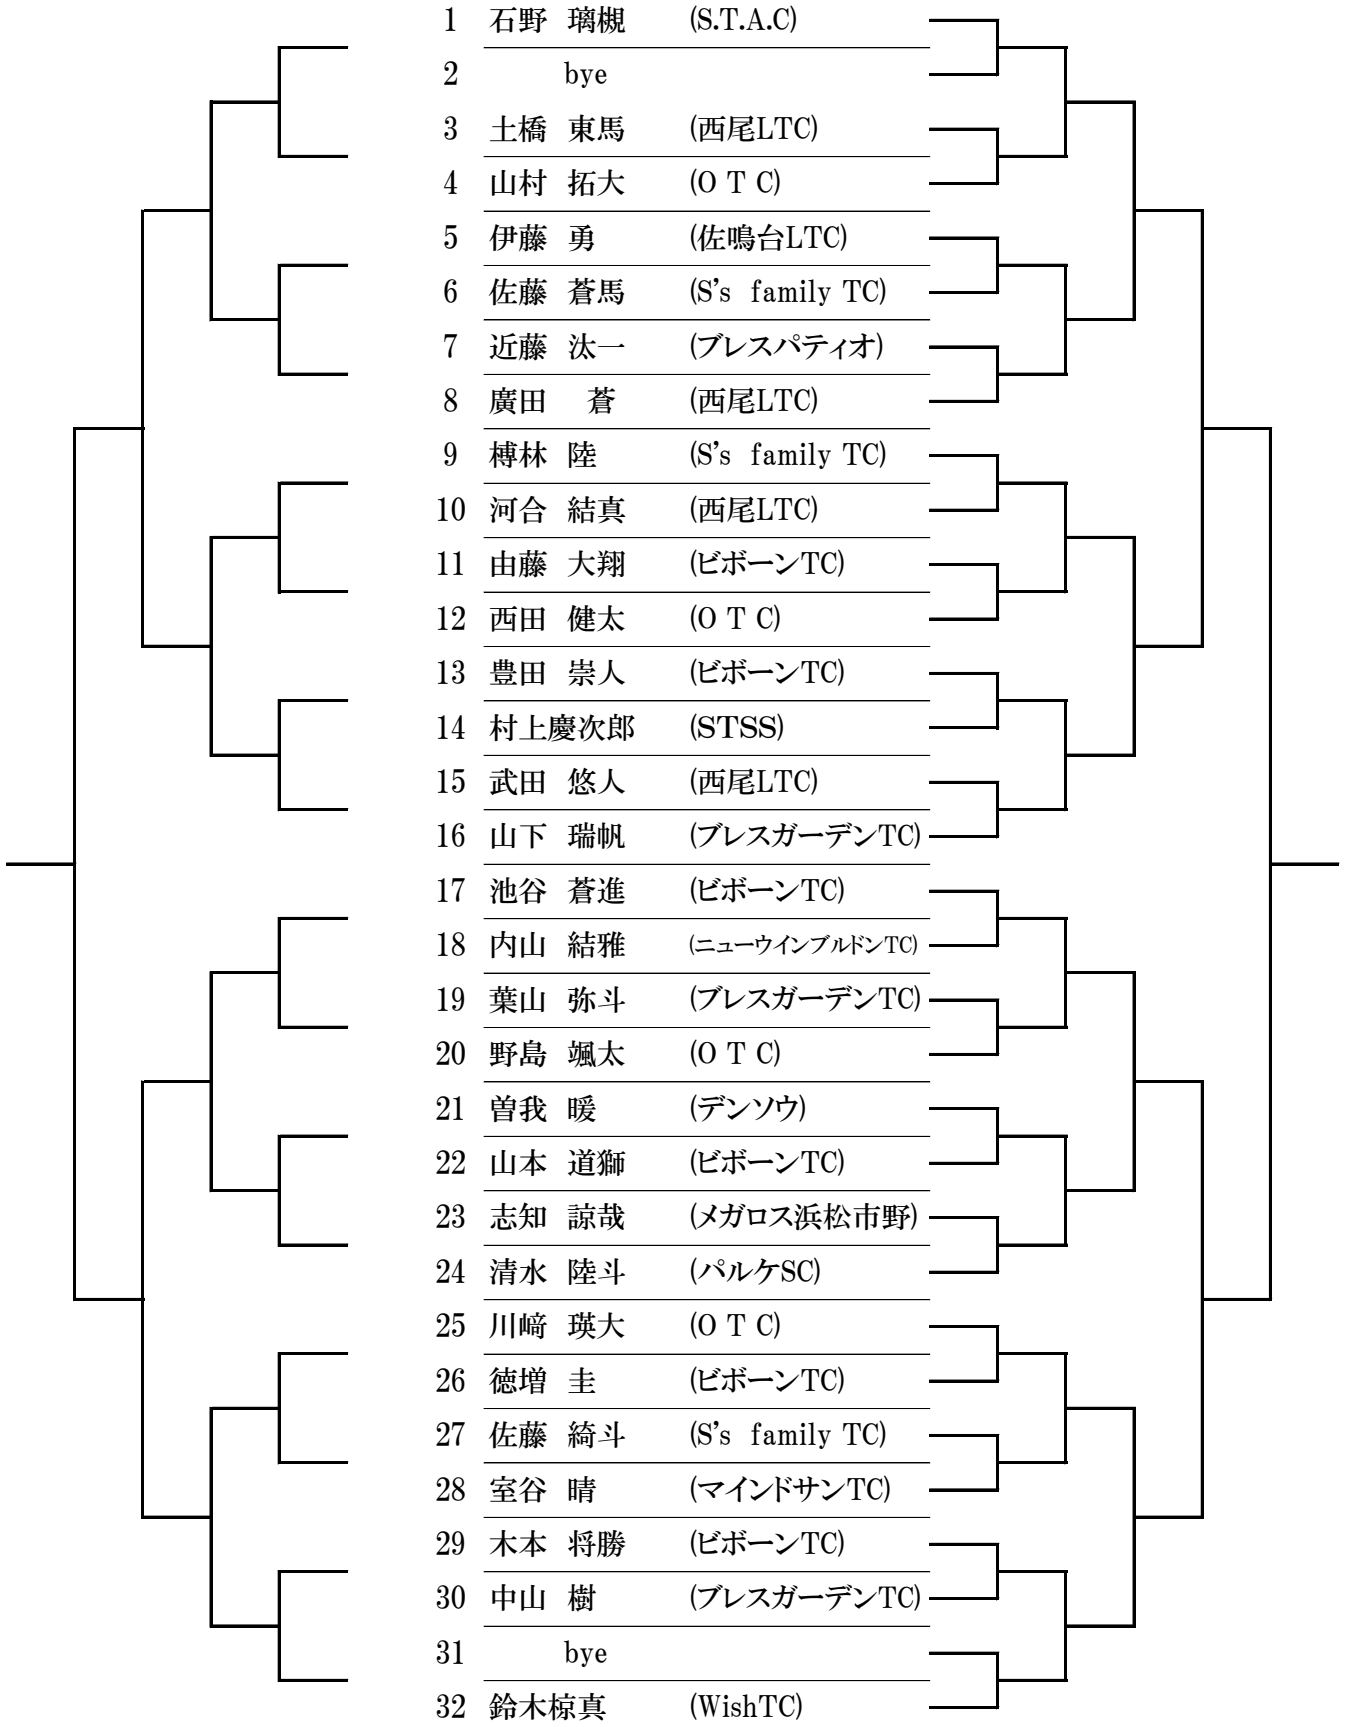 1 石野 璃槻 (S.T.A.C)
2 bye
3 土橋 東馬 (西尾LTC)
4 山村 拓大 (O T C)
5 伊藤 勇 (佐鳴台LTC)
6 佐藤 蒼馬 (S's family TC)
7 近藤 汰一 (ブレスパティオ)
8 廣田 蒼 (西尾LTC)
9 榑林 陸 (S's family TC)
10 河合 結真 (西尾LTC)
11 由藤 大翔 (ビボーンTC)
12 西田 健太 (O T C)
13 豊田 崇人 (ビボーンTC)
14 村上慶次郎 (STSS)
15 武田 悠人 (西尾LTC)
16 山下 瑞帆 (ブレスガーデンTC)
17 池谷 蒼進 (ビボーンTC)
18 内山 結雅 (ニューウインブルドンTC)
19 葉山 弥斗 (ブレスガーデンTC)
20 野島 颯太 (O T C)
21 曽我 暖 (デンソウ)
22 山本 道獅 (ビボーンTC)
23 志知 諒哉 (メガロス浜松市野)
24 清水 陸斗 (パルケSC)
25 川﨑 瑛大 (O T C)
26 徳増 圭 (ビボーンTC)
27 佐藤 綺斗 (S's family TC)
28 室谷 晴 (マインドサンTC)
29 木本 将勝 (ビボーンTC)
30 中山 樹 (ブレスガーデンTC)
31 bye
32 鈴木椋真 (WishTC)